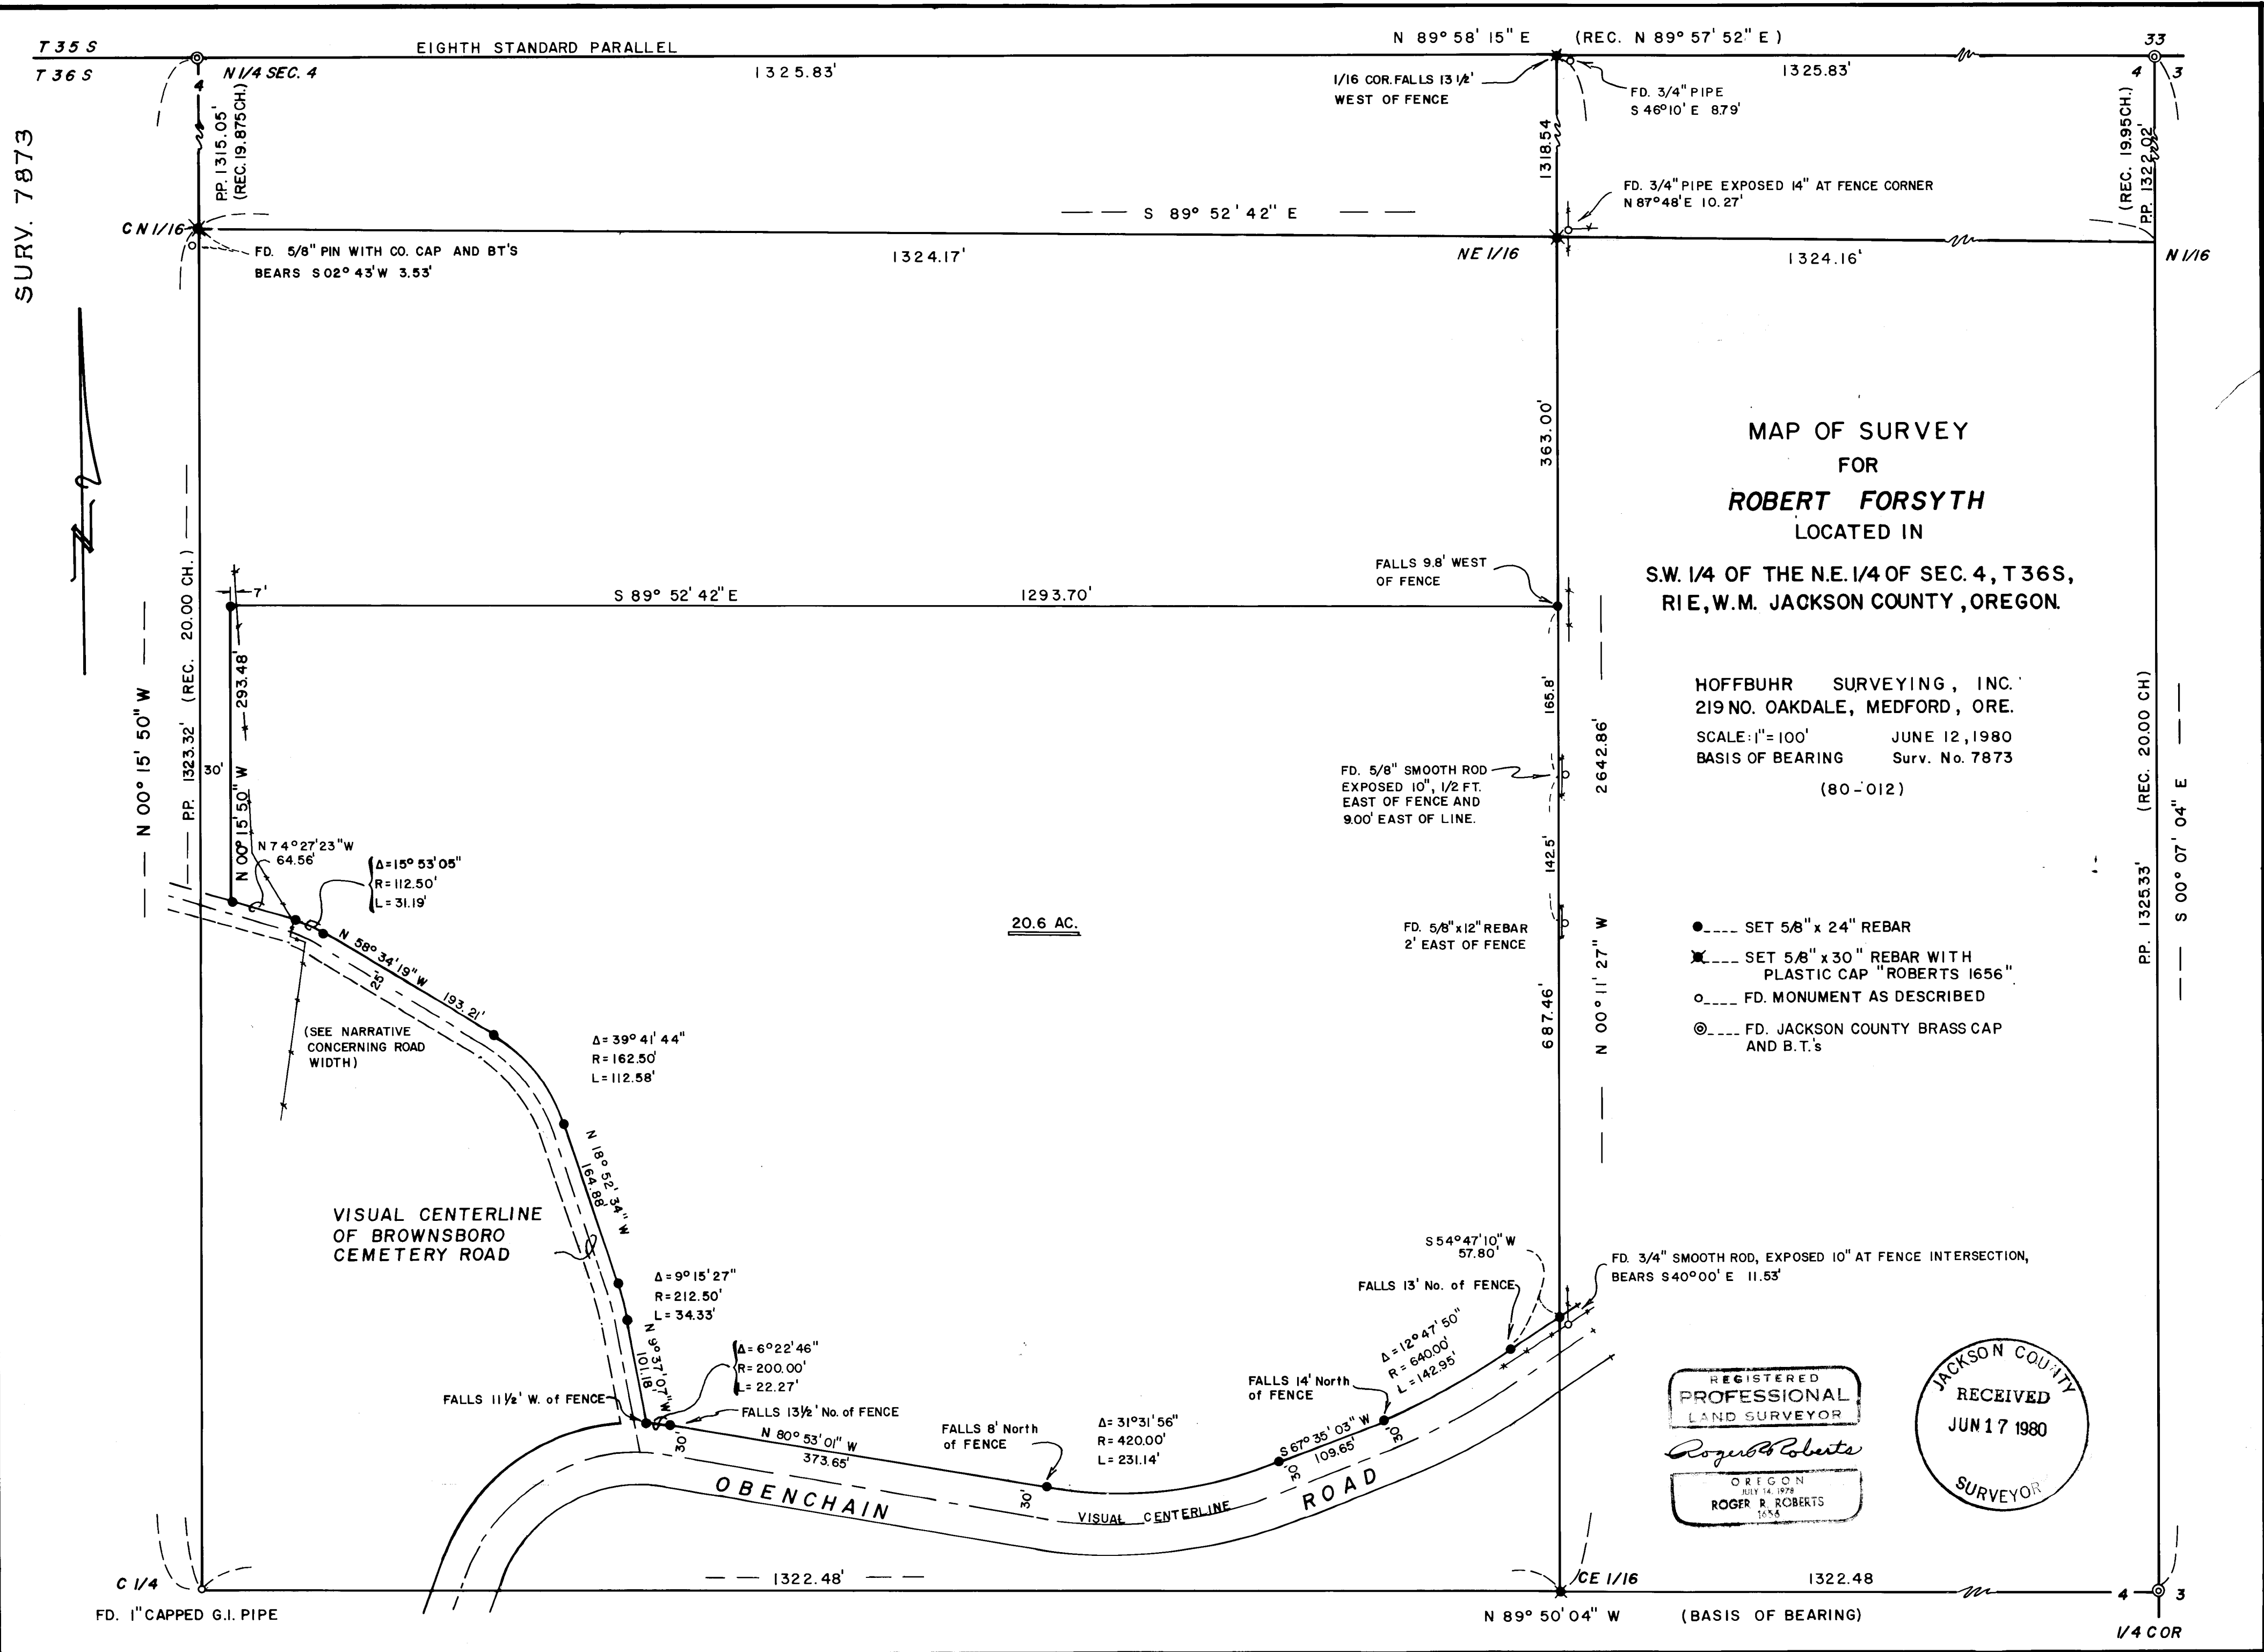 T 35 S
T 36 S
EIGHTH STANDARD PARALLEL
N 1/4 SEC. 4
4
1325.83'
N 89° 58' 15" E (REC. N 89° 57' 52" E)
1325.83'
33
4 3
SURV. 7873
P.P. 1315.05'
(REC. 19.875 CH.)
1/16 COR. FALLS 13 1/2'
WEST OF FENCE
FD. 3/4" PIPE
S 46°10' E 8.79'
1318.54
(REC. 19.95 CH.)
P.P. 1322.02'
FD. 3/4" PIPE EXPOSED 14" AT FENCE CORNER
N 87°48' E 10.27'
C N 1/16
S 89° 52' 42" E
FD. 5/8" PIN WITH CO. CAP AND BT'S
BEARS S 02° 43' W 3.53'
1324.17'
NE 1/16
1324.16'
N 1/16
363.00'
MAP OF SURVEY
FOR
ROBERT FORSYTH
LOCATED IN
S.W. 1/4 OF THE N.E. 1/4 OF SEC. 4, T 36 S,
R 1 E, W.M. JACKSON COUNTY, OREGON.
HOFFBUHR SURVEYING, INC.
219 NO. OAKDALE, MEDFORD, ORE.
SCALE: 1" = 100' JUNE 12, 1980
BASIS OF BEARING Surv. No. 7873
(80-012)
FALLS 9.8' WEST
OF FENCE
7'
S 89° 52' 42" E 1293.70'
N 00° 15' 50" W
P.P. 1323.32' (REC. 20.00 CH.)
30'
N 00° 15' 50" W 293.48'
165.8'
2642.86'
FD. 5/8" SMOOTH ROD
EXPOSED 10", 1/2 FT.
EAST OF FENCE AND
9.00' EAST OF LINE.
142.5'
N 00° 11' 27" W
P.P. 1325.33' (REC. 20.00 CH)
S 00° 07' 04" E
N 74°27'23" W
64.56'
Δ=15° 53' 05"
R=112.50'
L=31.19'
N 58° 34' 19" W 193.21'
25'
20.6 AC.
FD. 5/8" x 12" REBAR
2' EAST OF FENCE
687.46'
SET 5/8" x 24" REBAR
SET 5/8" x 30" REBAR WITH
PLASTIC CAP "ROBERTS 1656"
FD. MONUMENT AS DESCRIBED
FD. JACKSON COUNTY BRASS CAP
AND B.T.'s
(SEE NARRATIVE
CONCERNING ROAD
WIDTH)
Δ= 39° 41' 44"
R= 162.50'
L= 112.58'
N 18° 52' 34" W
164.88'
VISUAL CENTERLINE
OF BROWNSBORO
CEMETERY ROAD
Δ= 9° 15' 27"
R= 212.50'
L= 34.33'
N 9° 37' 07" W
101.18'
Δ= 6° 22' 46"
R= 200.00'
L= 22.27'
FALLS 11 1/2' W. of FENCE
FALLS 13 1/2' No. of FENCE
30'
N 80° 53' 01" W
373.65'
FALLS 8' North
of FENCE
30'
Δ= 31° 31' 56"
R= 420.00'
L= 231.14'
S 67° 35' 03" W
109.65'
30'
30'
FALLS 14' North
of FENCE
Δ = 12° 47' 50"
R = 640.00'
L = 142.95'
S 54° 47' 10" W
57.80'
FALLS 13' No. of FENCE
FD. 3/4" SMOOTH ROD, EXPOSED 10" AT FENCE INTERSECTION,
BEARS S 40°00' E 11.53'
OBENCHAIN ROAD
VISUAL CENTERLINE
REGISTERED
PROFESSIONAL
LAND SURVEYOR
Roger R. Roberts
OREGON
JULY 14, 1978
ROGER R. ROBERTS
1656
JACKSON COUNTY
RECEIVED
JUN 17 1980
SURVEYOR
C 1/4
FD. 1" CAPPED G.I. PIPE
1322.48'
CE 1/16
1322.48
4 3
N 89° 50' 04" W (BASIS OF BEARING)
1/4 COR